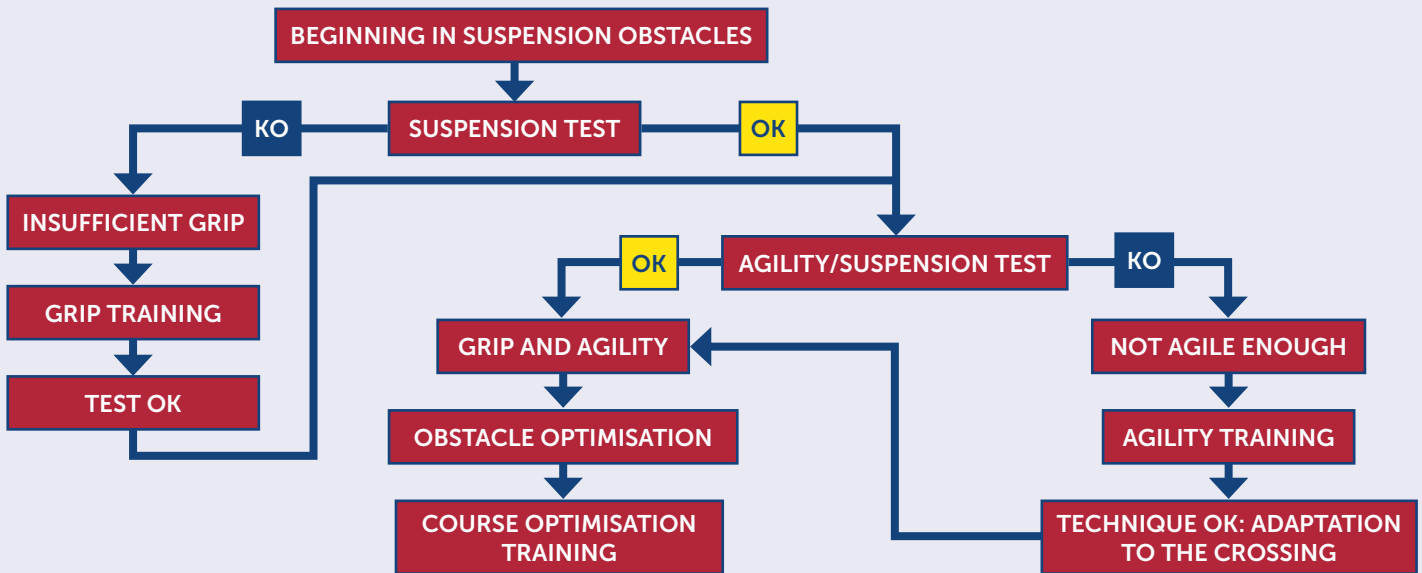 BEGINNING IN SUSPENSION OBSTACLES
KO
SUSPENSION TEST
OK
INSUFFICIENT GRIP
GRIP TRAINING
TEST OK
OK
AGILITY/SUSPENSION TEST
KO
GRIP AND AGILITY
NOT AGILE ENOUGH
OBSTACLE OPTIMISATION
AGILITY TRAINING
COURSE OPTIMISATION
TRAINING
TECHNIQUE OK: ADAPTATION
TO THE CROSSING